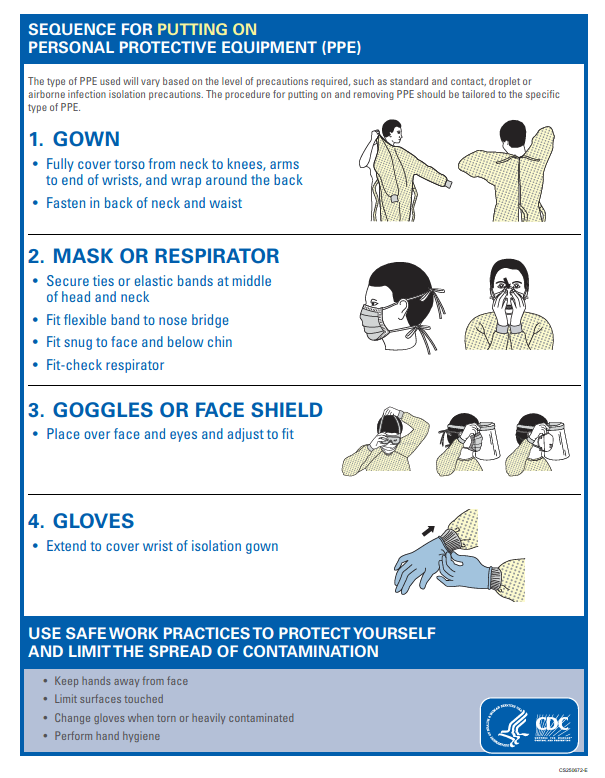 SEQUENCE FOR PUTTING ON
PERSONAL PROTECTIVE EQUIPMENT (PPE)
The type of PPE used will vary based on the level of precautions required, such as standard and contact, droplet or
airborne infection isolation precautions. The procedure for putting on and removing PPE should be tailored to the specific
type of PPE.
1. GOWN
• Fully cover torso from neck to knees, arms
to end of wrists, and wrap around the back
• Fasten in back of neck and waist
2. MASK OR RESPIRATOR
• Secure ties or elastic bands at middle
of head and neck
• Fit flexible band to nose bridge
• Fit snug to face and below chin
• Fit-check respirator
3. GOGGLES OR FACE SHIELD
• Place over face and eyes and adjust to fit
4. GLOVES
• Extend to cover wrist of isolation gown
USE SAFE WORK PRACTICES TO PROTECT YOURSELF
AND LIMIT THE SPREAD OF CONTAMINATION
• Keep hands away from face
• Limit surfaces touched
• Change gloves when torn or heavily contaminated
• Perform hand hygiene
CDC
CS250672-E